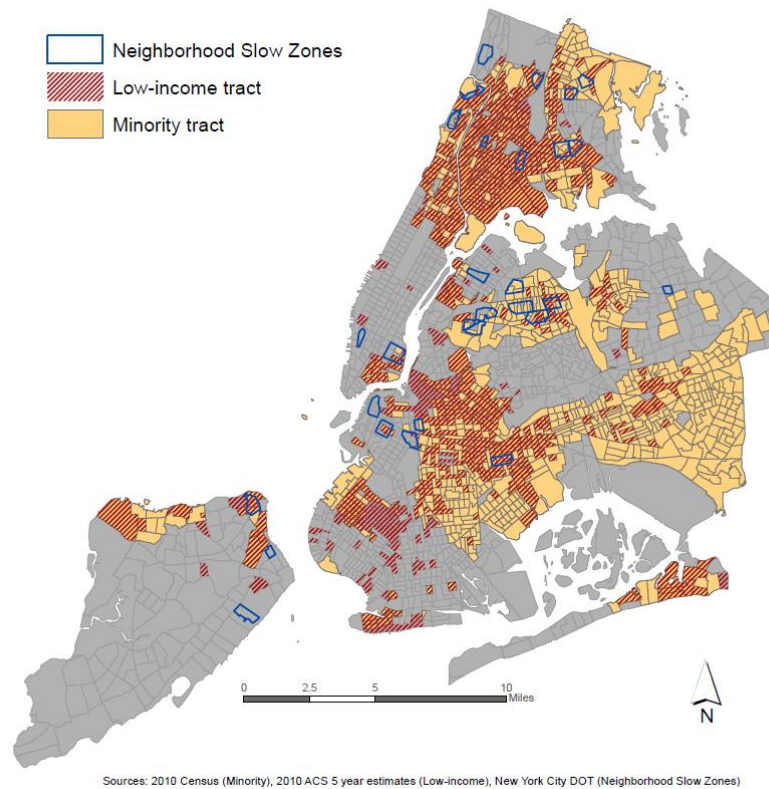 Neighborhood Slow Zones
Low-income tract
Minority tract
0 2.5 5 10
Miles
N
Sources: 2010 Census (Minority), 2010 ACS 5 year estimates (Low-income), New York City DOT (Neighborhood Slow Zones)